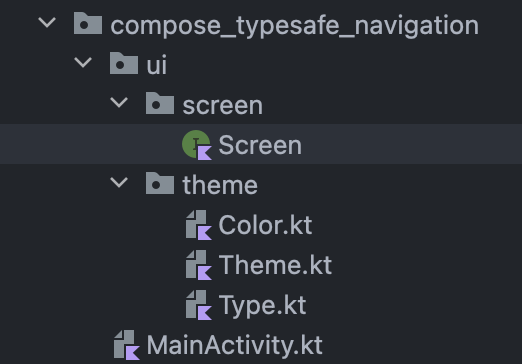 compose_typesafe_navigation
ui
screen
Screen
theme
Color.kt
Theme.kt
Type.kt
MainActivity.kt